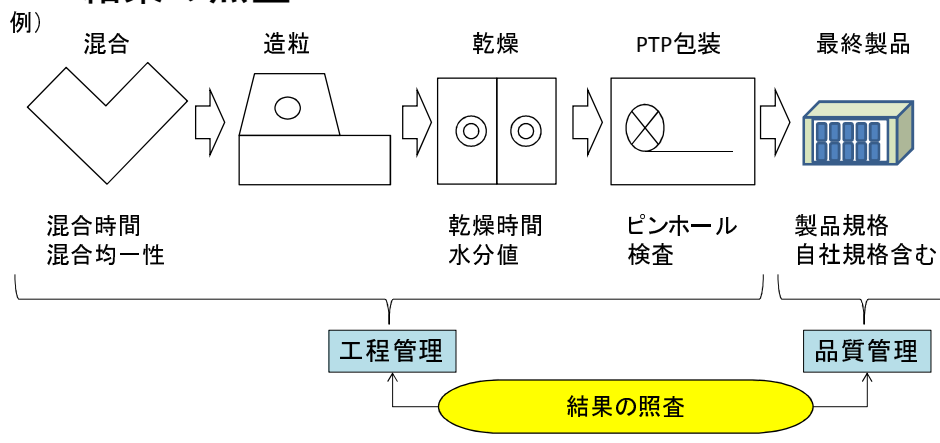 例）
混合
造粒
乾燥
PTP包装
最終製品
混合時間
混合均一性
乾燥時間
水分値
ピンホール
検査
製品規格
自社規格含む
工程管理
品質管理
結果の照査